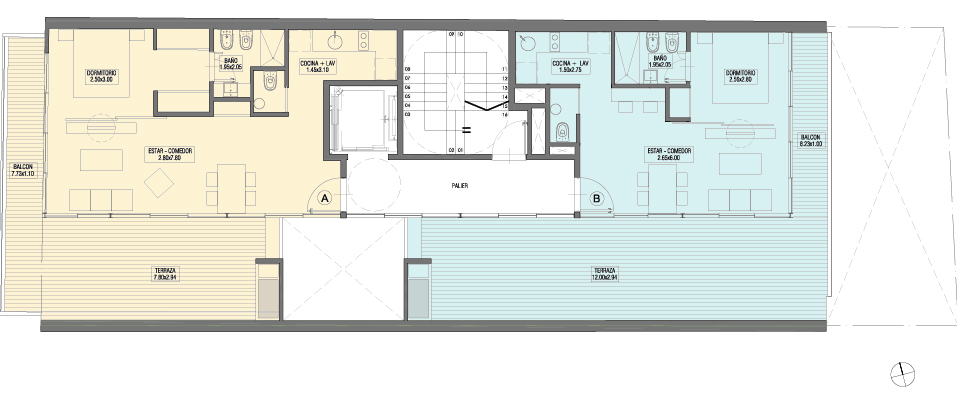 DORMITORIO
2.50x3.00
BAÑO
1.95x2.05
COCINA + LAV
1.45x3.10
09 10
08 11
07 12
06 13
05 14
04 15
03 16
02 01
COCINA + LAV
1.50x2.75
BAÑO
1.95x2.05
DORMITORIO
2.55x2.80
ESTAR - COMEDOR
2.80x7.80
ESTAR - COMEDOR
2.65x6.00
BALCON
7.73x1.10
BALCON
8.23x1.00
PALIER
A
B
TERRAZA
7.80x2.94
TERRAZA
12.00x2.94